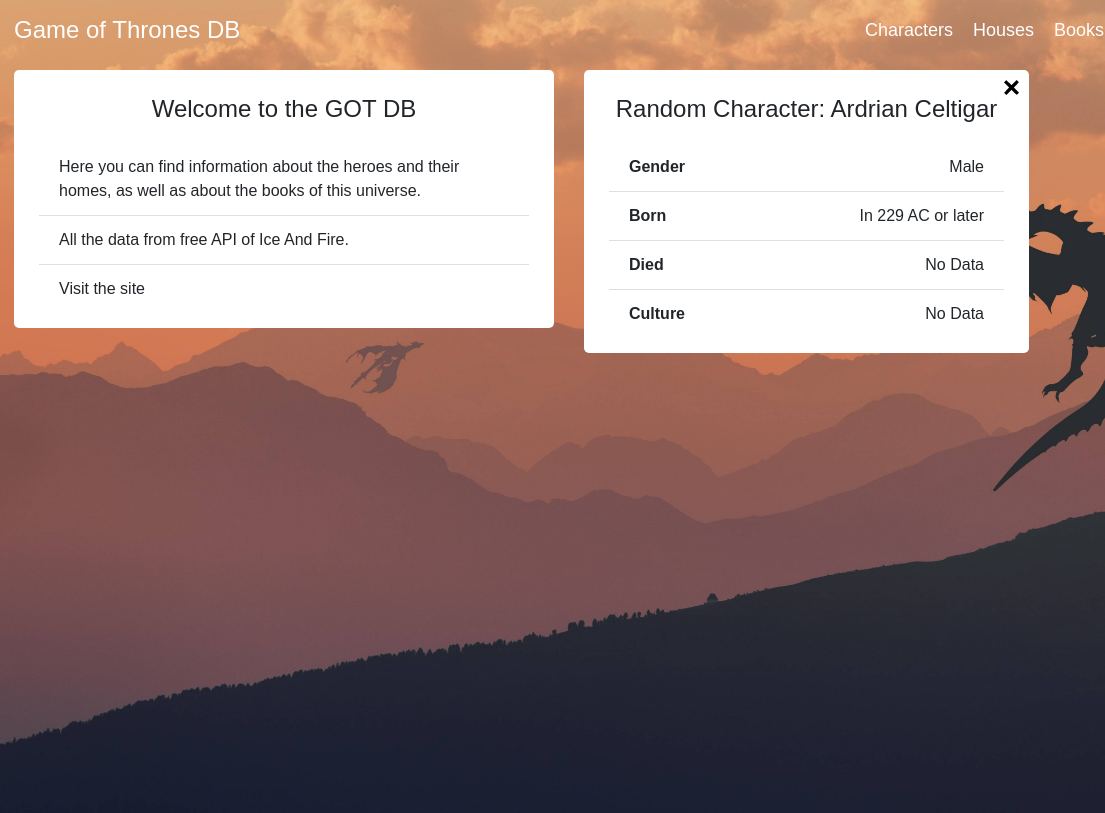 Game of Thrones DB
Characters Houses Books
Welcome to the GOT DB
Here you can find information about the heroes and their
homes, as well as about the books of this universe.
All the data from free API of Ice And Fire.
Visit the site
Random Character: Ardrian Celtigar
Gender Male
Born In 229 AC or later
Died No Data
Culture No Data